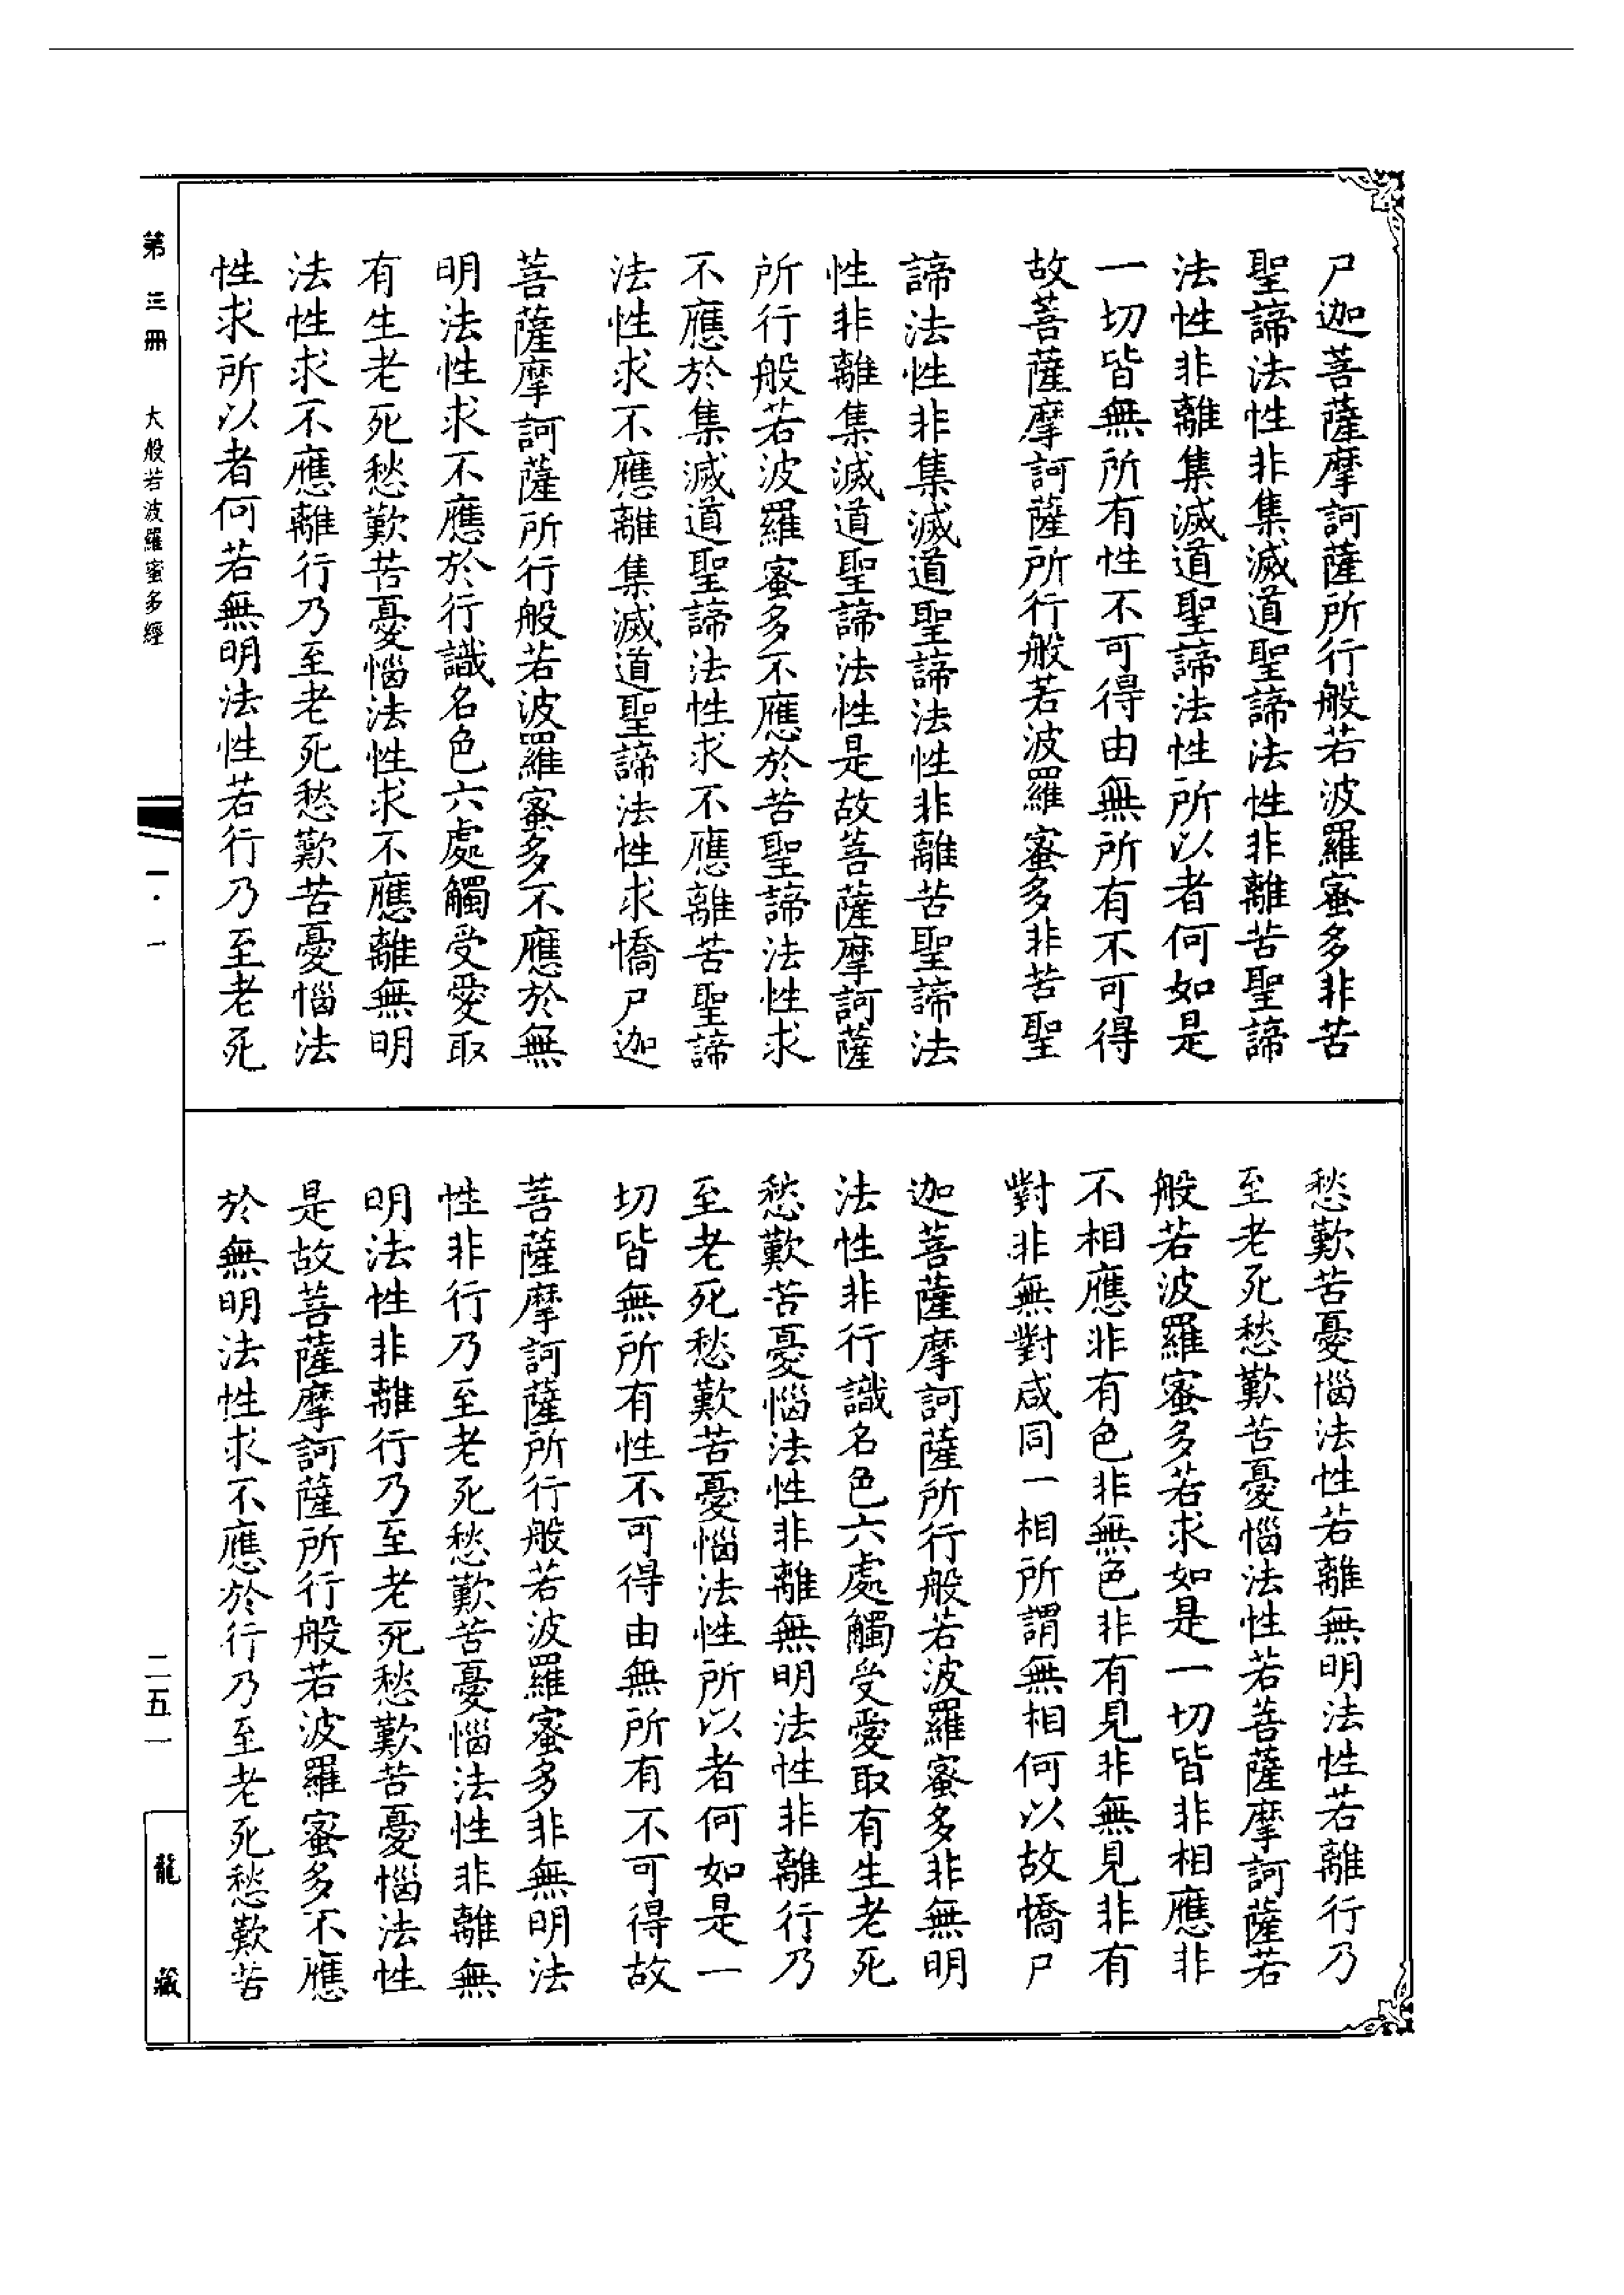 尸迦菩薩摩訶薩所行般若波羅蜜多非苦
聖諦法性非集滅道聖諦法性非離苦聖諦
法性非離集滅道聖諦法性所以者何如是
一切皆無所有性不可得由無所有不可得
故菩薩摩訶薩所行般若波羅蜜多非苦聖
諦法性非集滅道聖諦法性非離苦聖諦法
性非離集滅道聖諦法性是故菩薩摩訶薩
所行般若波羅蜜多不應於苦聖諦法性求
不應於集滅道聖諦法性求不應離苦聖諦
法性求不應離集滅道聖諦法性求憍尸迦
菩薩摩訶薩所行般若波羅蜜多不應於無
明法性求不應於行識名色六處觸受愛取
有生老死愁歎苦憂惱法性求不應離無明
法性求不應離行乃至老死愁歎苦憂惱法
性求所以者何若無明法性若行乃至老死
愁歎苦憂惱法性若離無明法性若離行乃
至老死愁歎苦憂惱法性若菩薩摩訶薩若
般若波羅蜜多若求如是一切皆非相應非
不相應非有色非無色非有見非無見非有
對非無對咸同一相所謂無相何以故憍尸
迦菩薩摩訶薩所行般若波羅蜜多非無明
法性非行識名色六處觸受愛取有生老死
愁歎苦憂惱法性非離無明法性非離行乃
至老死愁歎苦憂惱法性所以者何如是一
切皆無所有性不可得由無所有不可得故
菩薩摩訶薩所行般若波羅蜜多非無明法
性非行乃至老死愁歎苦憂惱法性非離無
明法性非離行乃至老死愁歎苦憂惱法性
是故菩薩摩訶薩所行般若波羅蜜多不應
於無明法性求不應於行乃至老死愁歎苦
第三冊 大般若波羅蜜多經
一·一
二五一
龍藏